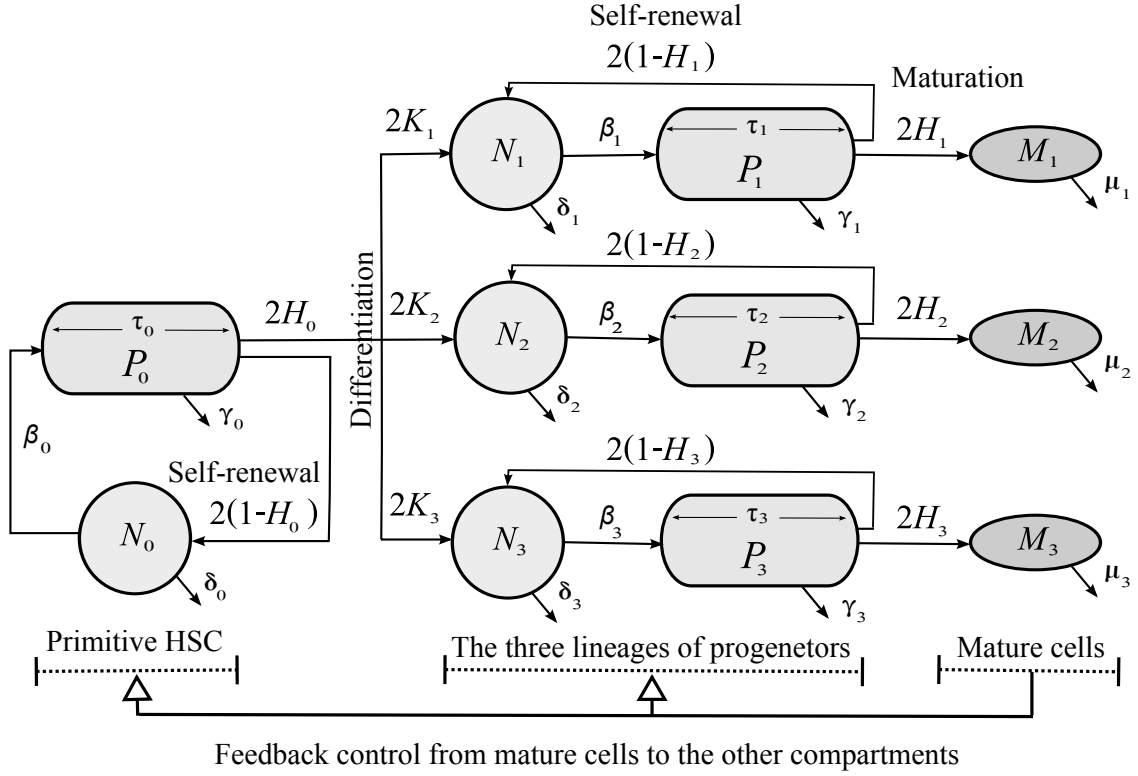 Self-renewal
2(1-H₁)
Maturation
2K₁
N₁
β₁
τ₁
P₁
2H₁
M₁
δ₁
γ₁
μ₁
Differentiation
2(1-H₂)
2K₂
N₂
β₂
τ₂
P₂
2H₂
M₂
δ₂
γ₂
μ₂
τ₀
P₀
2H₀
γ₀
β₀
Self-renewal
2(1-H₀)
N₀
δ₀
2(1-H₃)
2K₃
N₃
β₃
τ₃
P₃
2H₃
M₃
δ₃
γ₃
μ₃
Primitive HSC
The three lineages of progenetors
Mature cells
Feedback control from mature cells to the other compartments